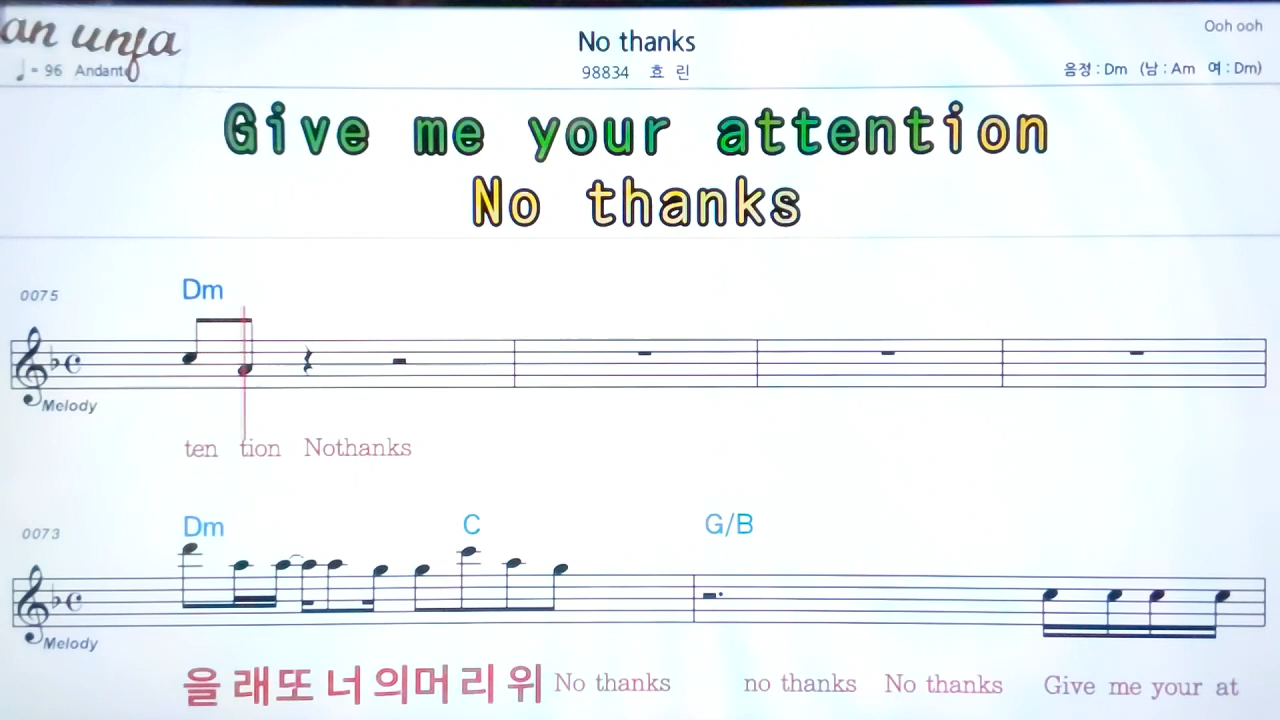 an unfa
No thanks
Ooh ooh
♩= 96 Andante
98834 효 린
음정 : Dm (남 : Am 여 : Dm)
Give me your attention
No thanks
0075
Dm
Melody
ten tion Nothanks
0073
Dm C G/B
Melody
을 래 또 너 의 머 리 위 No thanks no thanks No thanks Give me your at